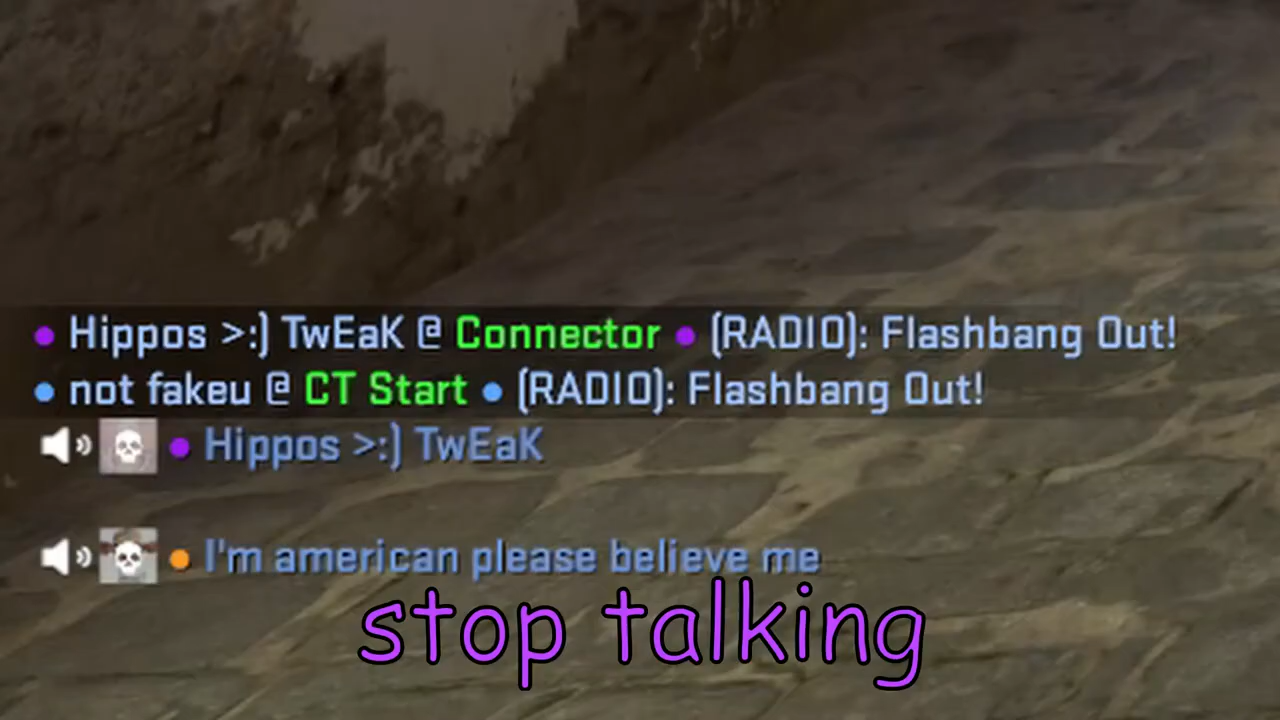 Hippos >:) TwEaK @ Connector ● (RADIO): Flashbang Out!
not fakeu @ CT Start ● (RADIO): Flashbang Out!
Hippos >:) TwEaK
I'm american please believe me
stop talking